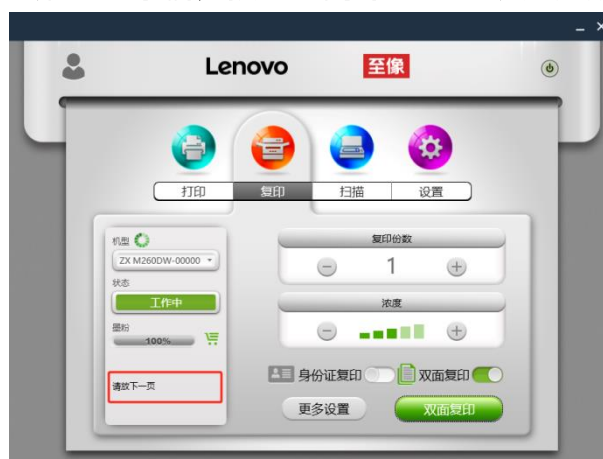 Lenovo 至像
打印 复印 扫描 设置
机型
ZX M260DW-00000
状态
工作中
墨粉
100%
请放下一页
复印份数
1
浓度
身份证复印 双面复印
更多设置 双面复印